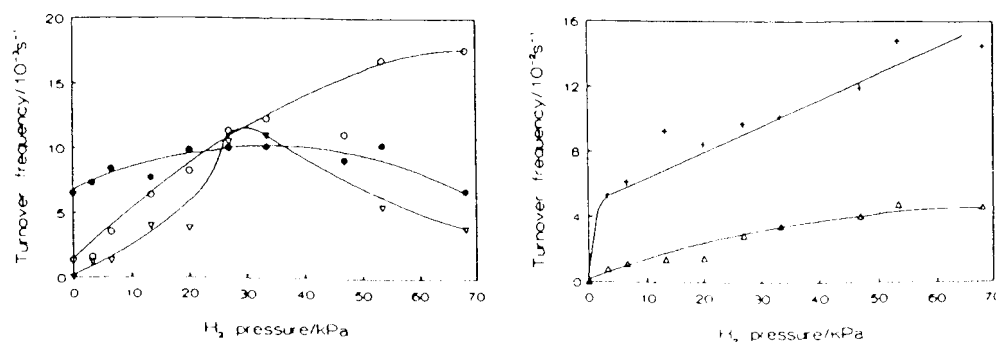 20
15
10
5
0
Turnover frequency/10⁻²s⁻¹
0 10 20 30 40 50 60 70
H₂ pressure/kPa
16
12
8
4
0
Turnover frequency/10⁻²s⁻¹
0 10 20 30 40 50 60 70
H₂ pressure/kPa